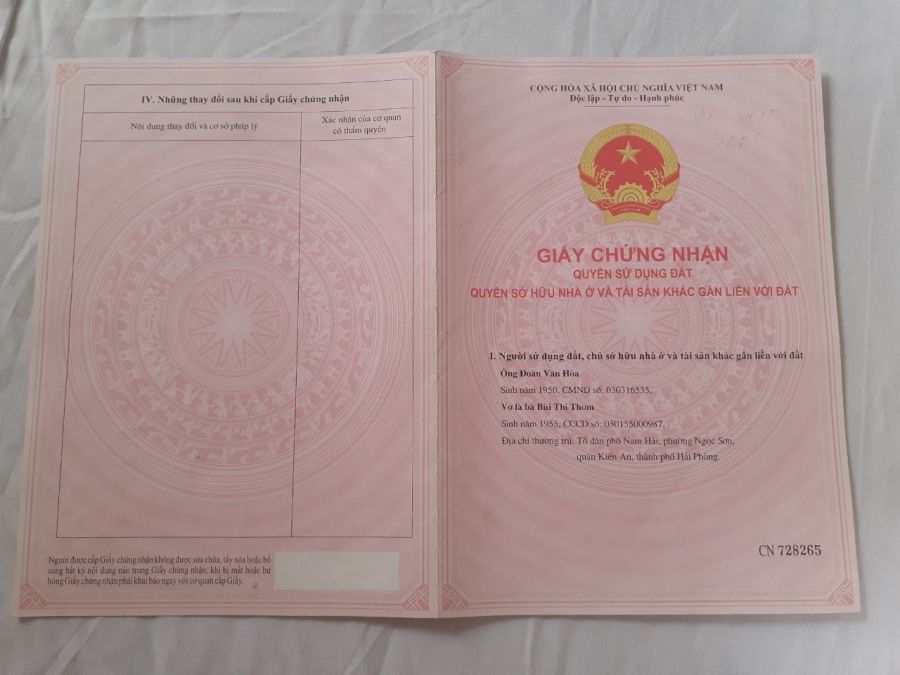 IV. Những thay đổi sau khi cấp Giấy chứng nhận
Nội dung thay đổi và cơ sở pháp lý
Xác nhận của cơ quan
có thẩm quyền
Người được cấp Giấy chứng nhận không được sửa chữa, tẩy xóa hoặc bổ
sung bất kỳ nội dung nào trong Giấy chứng nhận; khi bị mất hoặc hư
hỏng Giấy chứng nhận phải khai báo ngay với cơ quan cấp Giấy.
CỘNG HÒA XÃ HỘI CHỦ NGHĨA VIỆT NAM
Độc lập - Tự do - Hạnh phúc
VIỆT NAM
GIẤY CHỨNG NHẬN
QUYỀN SỬ DỤNG ĐẤT
QUYỀN SỞ HỮU NHÀ Ở VÀ TÀI SẢN KHÁC GẮN LIỀN VỚI ĐẤT
I. Người sử dụng đất, chủ sở hữu nhà ở và tài sản khác gắn liền với đất
Ông Đoàn Văn Hòa
Sinh năm 1950, CMND số: 030316535,
Vợ là bà Bùi Thị Thơm
Sinh năm 1955, CCCD số: 030155000987,
Địa chỉ thường trú: Tổ dân phố Nam Hải, phường Ngọc Sơn,
quận Kiến An, thành phố Hải Phòng.
CN 728265